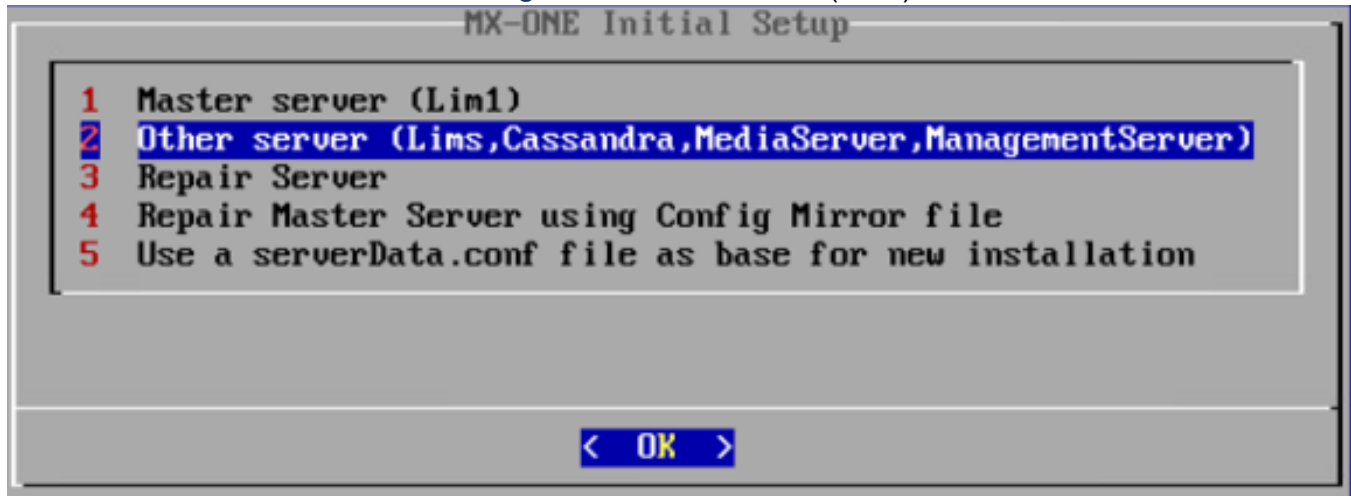 MX-ONE Initial Setup
1 Master server (Lim1)
2 Other server (Lims,Cassandra,MediaServer,ManagementServer)
3 Repair Server
4 Repair Master Server using Config Mirror file
5 Use a serverData.conf file as base for new installation
< OK >